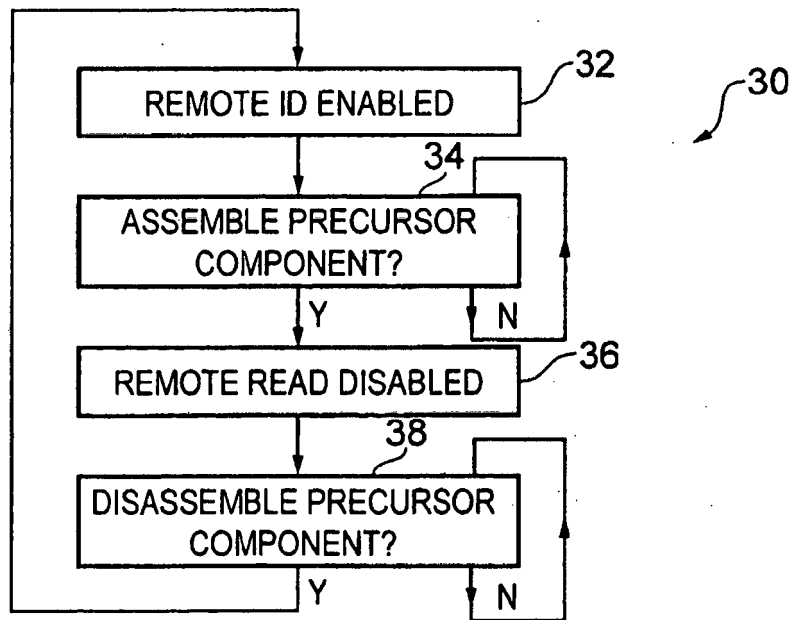 32
REMOTE ID ENABLED
30
34
ASSEMBLE PRECURSOR
COMPONENT?
Y
N
REMOTE READ DISABLED
36
38
DISASSEMBLE PRECURSOR
COMPONENT?
Y
N